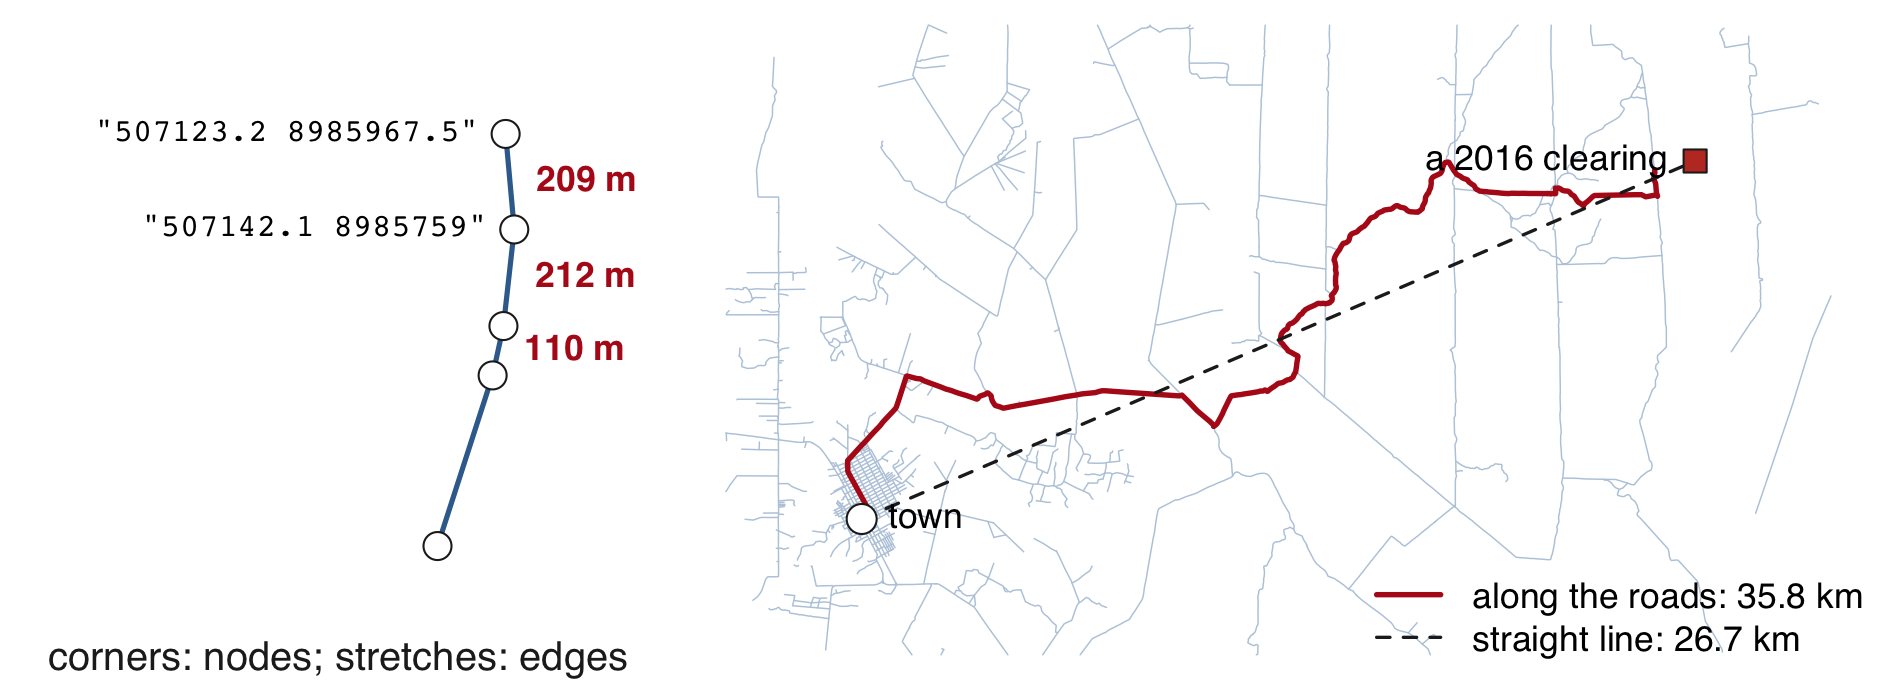 "507123.2 8985967.5"
209 m
"507142.1 8985759"
212 m
110 m
corners: nodes; stretches: edges
a 2016 clearing
town
along the roads: 35.8 km
straight line: 26.7 km